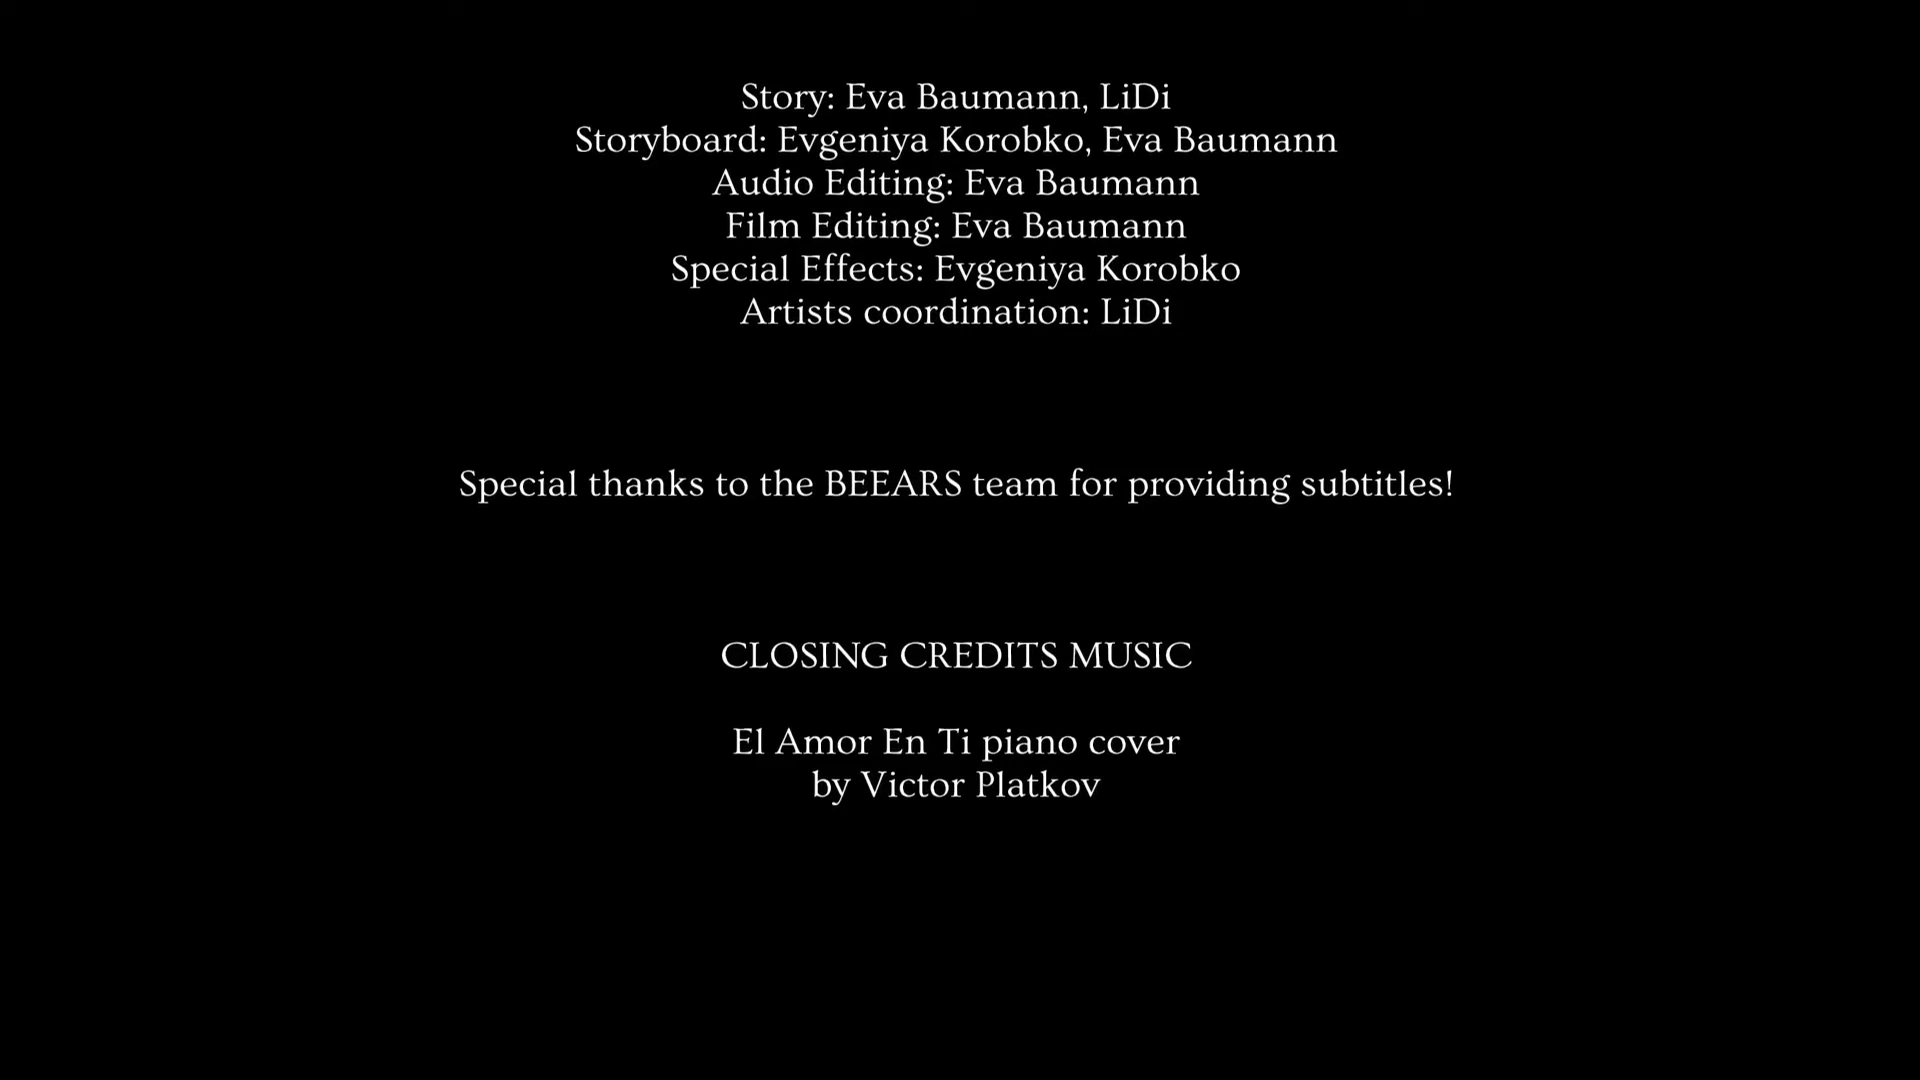 Story: Eva Baumann, LiDi
Storyboard: Evgeniya Korobko, Eva Baumann
Audio Editing: Eva Baumann
Film Editing: Eva Baumann
Special Effects: Evgeniya Korobko
Artists coordination: LiDi
Special thanks to the BEEARS team for providing subtitles!
CLOSING CREDITS MUSIC
El Amor En Ti piano cover
by Victor Platkov